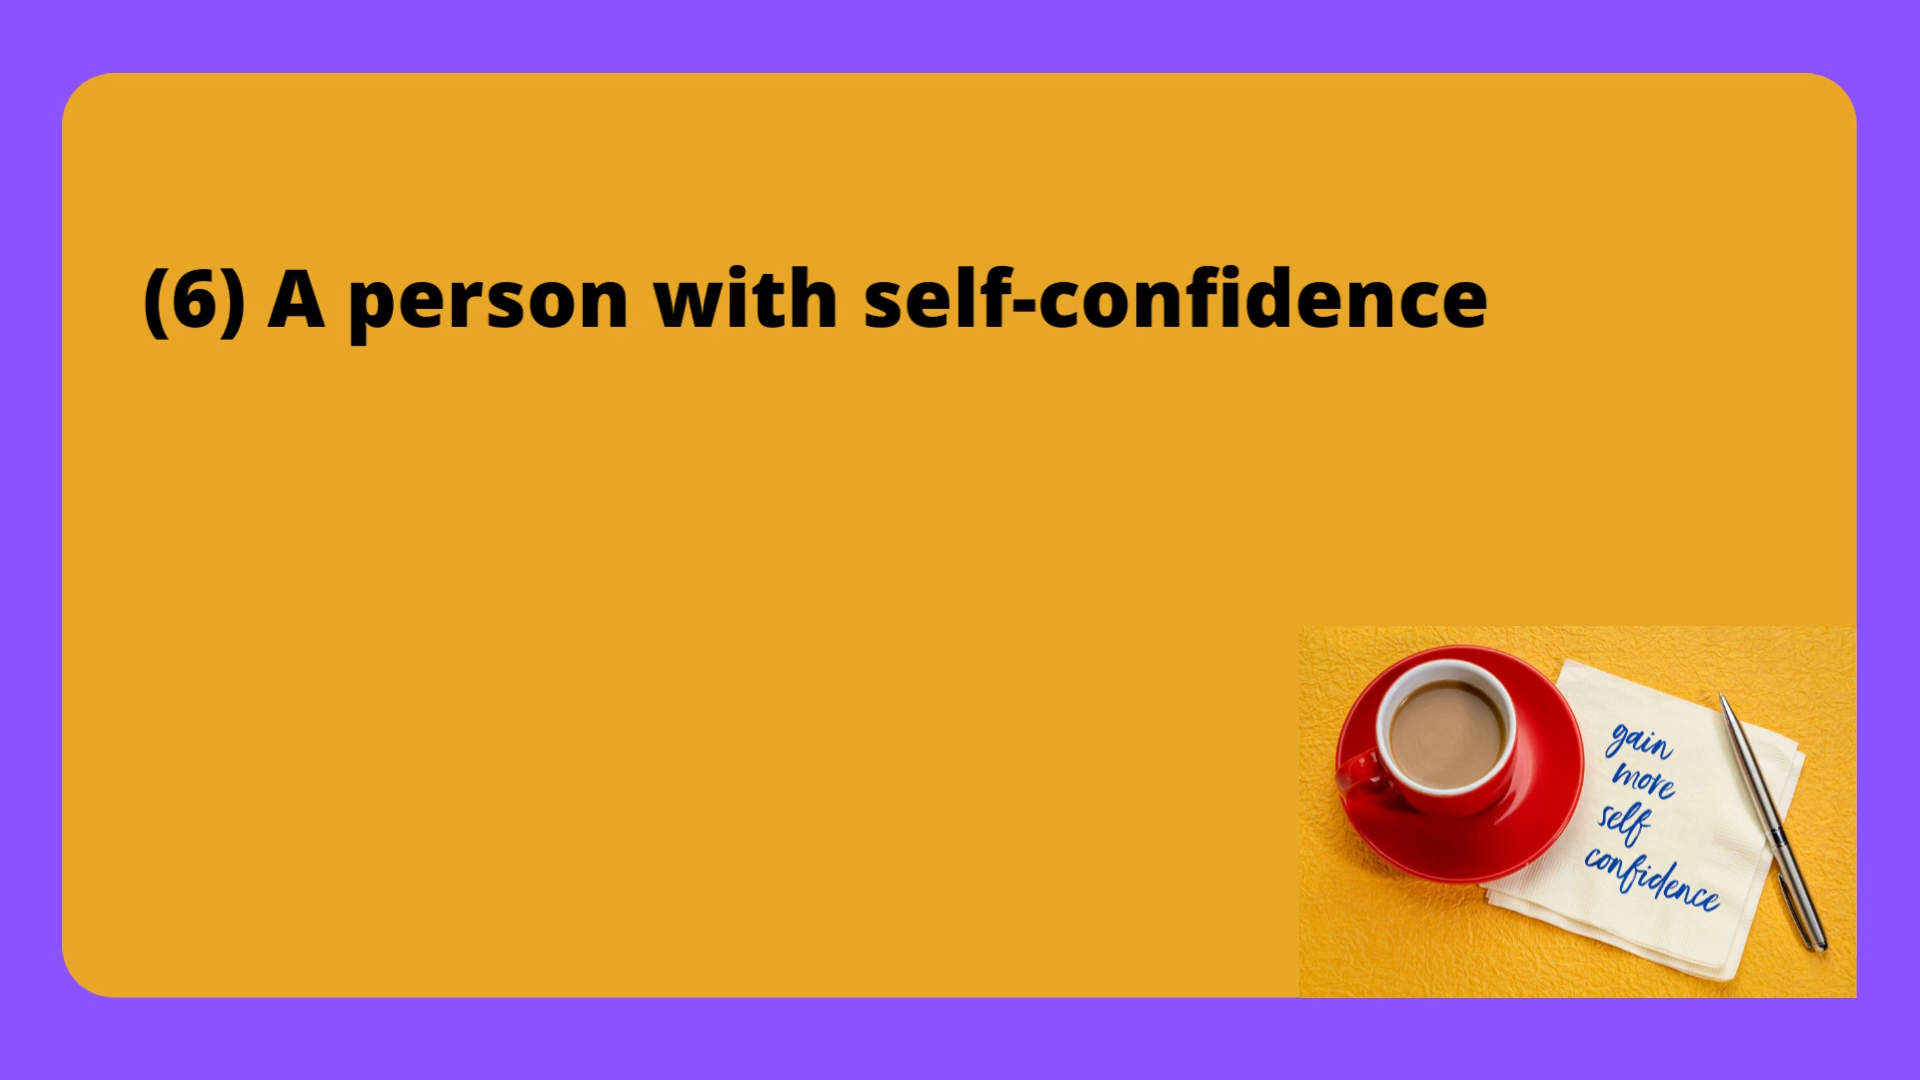 (6) A person with self-confidence
gain
more
self
confidence